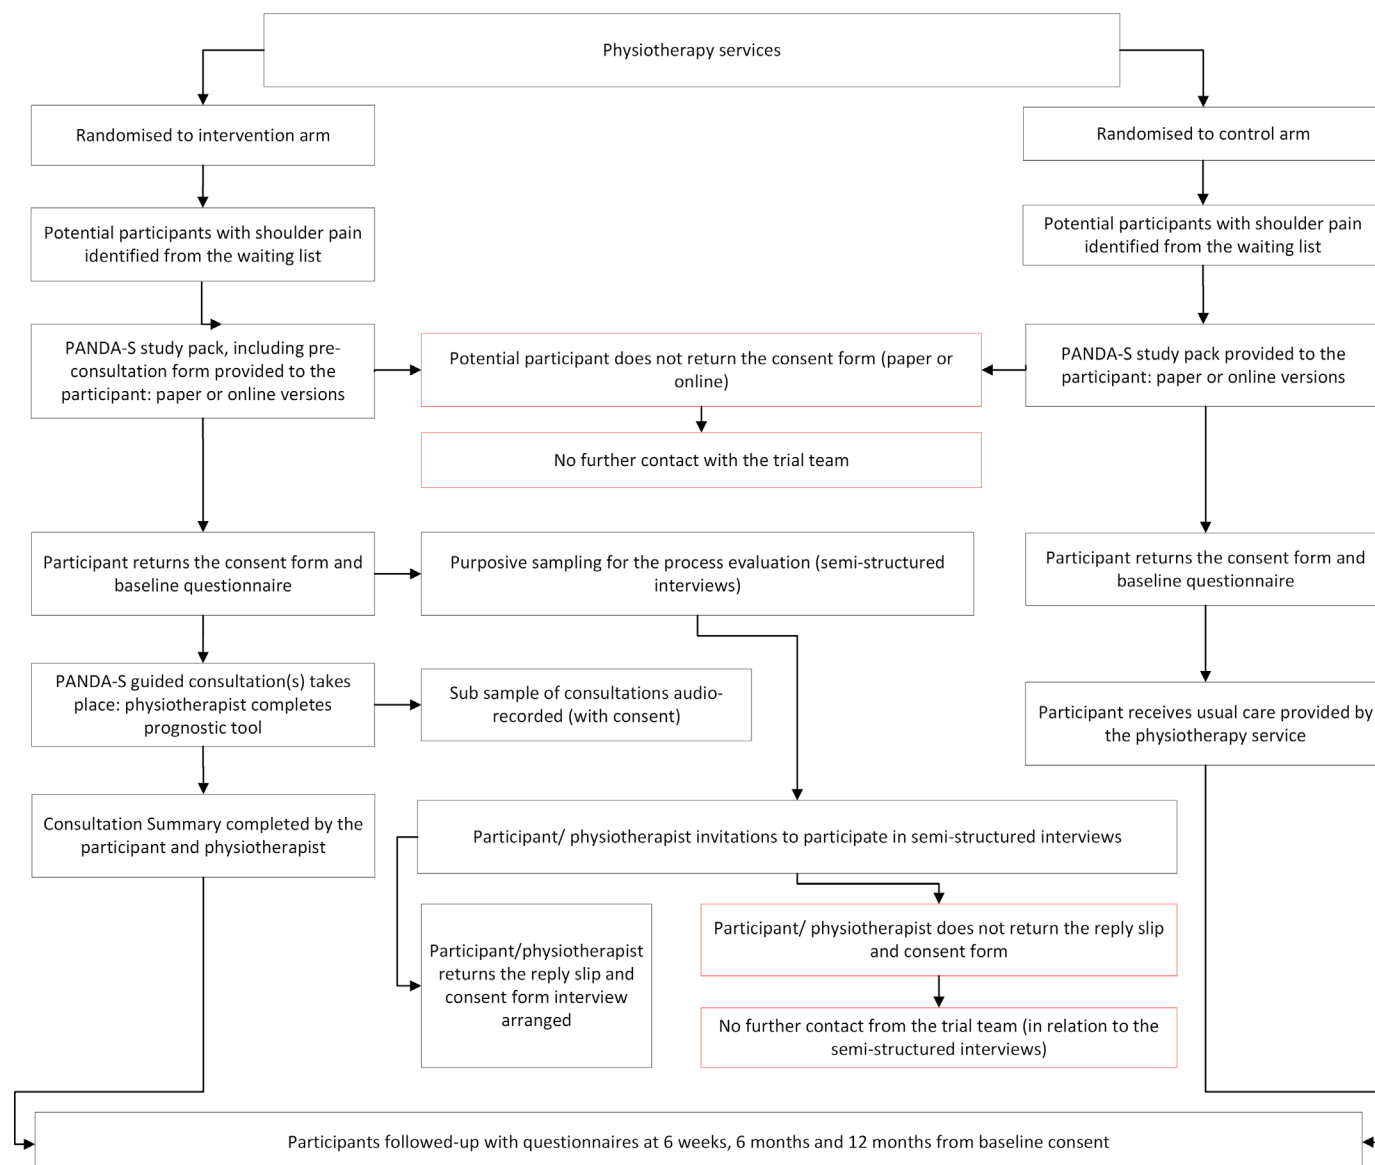 Physiotherapy services
Randomised to intervention arm
Randomised to control arm
Potential participants with shoulder pain
identified from the waiting list
Potential participants with shoulder pain
identified from the waiting list
PANDA-S study pack, including pre-
consultation form provided to the
participant: paper or online versions
Potential participant does not return the consent form (paper or
online)
PANDA-S study pack provided to the
participant: paper or online versions
No further contact with the trial team
Participant returns the consent form and
baseline questionnaire
Purposive sampling for the process evaluation (semi-structured
interviews)
Participant returns the consent form and
baseline questionnaire
PANDA-S guided consultation(s) takes
place: physiotherapist completes
prognostic tool
Sub sample of consultations audio-
recorded (with consent)
Participant receives usual care provided by
the physiotherapy service
Consultation Summary completed by the
participant and physiotherapist
Participant/ physiotherapist invitations to participate in semi-structured interviews
Participant/physiotherapist
returns the reply slip and
consent form interview
arranged
Participant/ physiotherapist does not return the reply slip
and consent form
No further contact from the trial team (in relation to the
semi-structured interviews)
Participants followed-up with questionnaires at 6 weeks, 6 months and 12 months from baseline consent